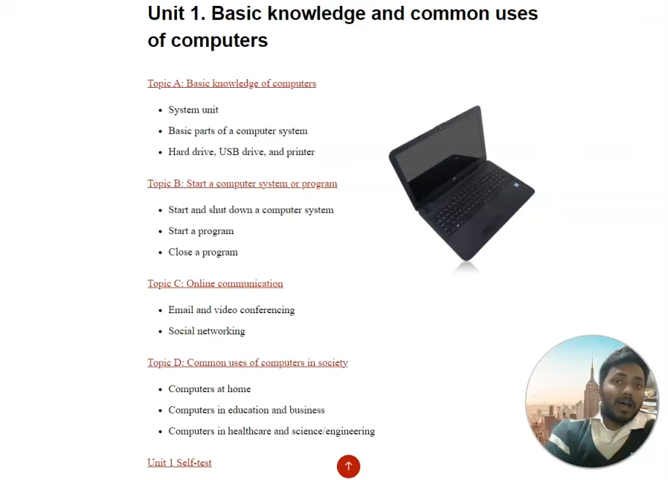 Unit 1. Basic knowledge and common uses
of computers
Topic A: Basic knowledge of computers
System unit
Basic parts of a computer system
Hard drive, USB drive, and printer
Topic B: Start a computer system or program
Start and shut down a computer system
Start a program
Close a program
Topic C: Online communication
Email and video conferencing
Social networking
Topic D: Common uses of computers in society
Computers at home
Computers in education and business
Computers in healthcare and science/engineering
Unit 1 Self-test